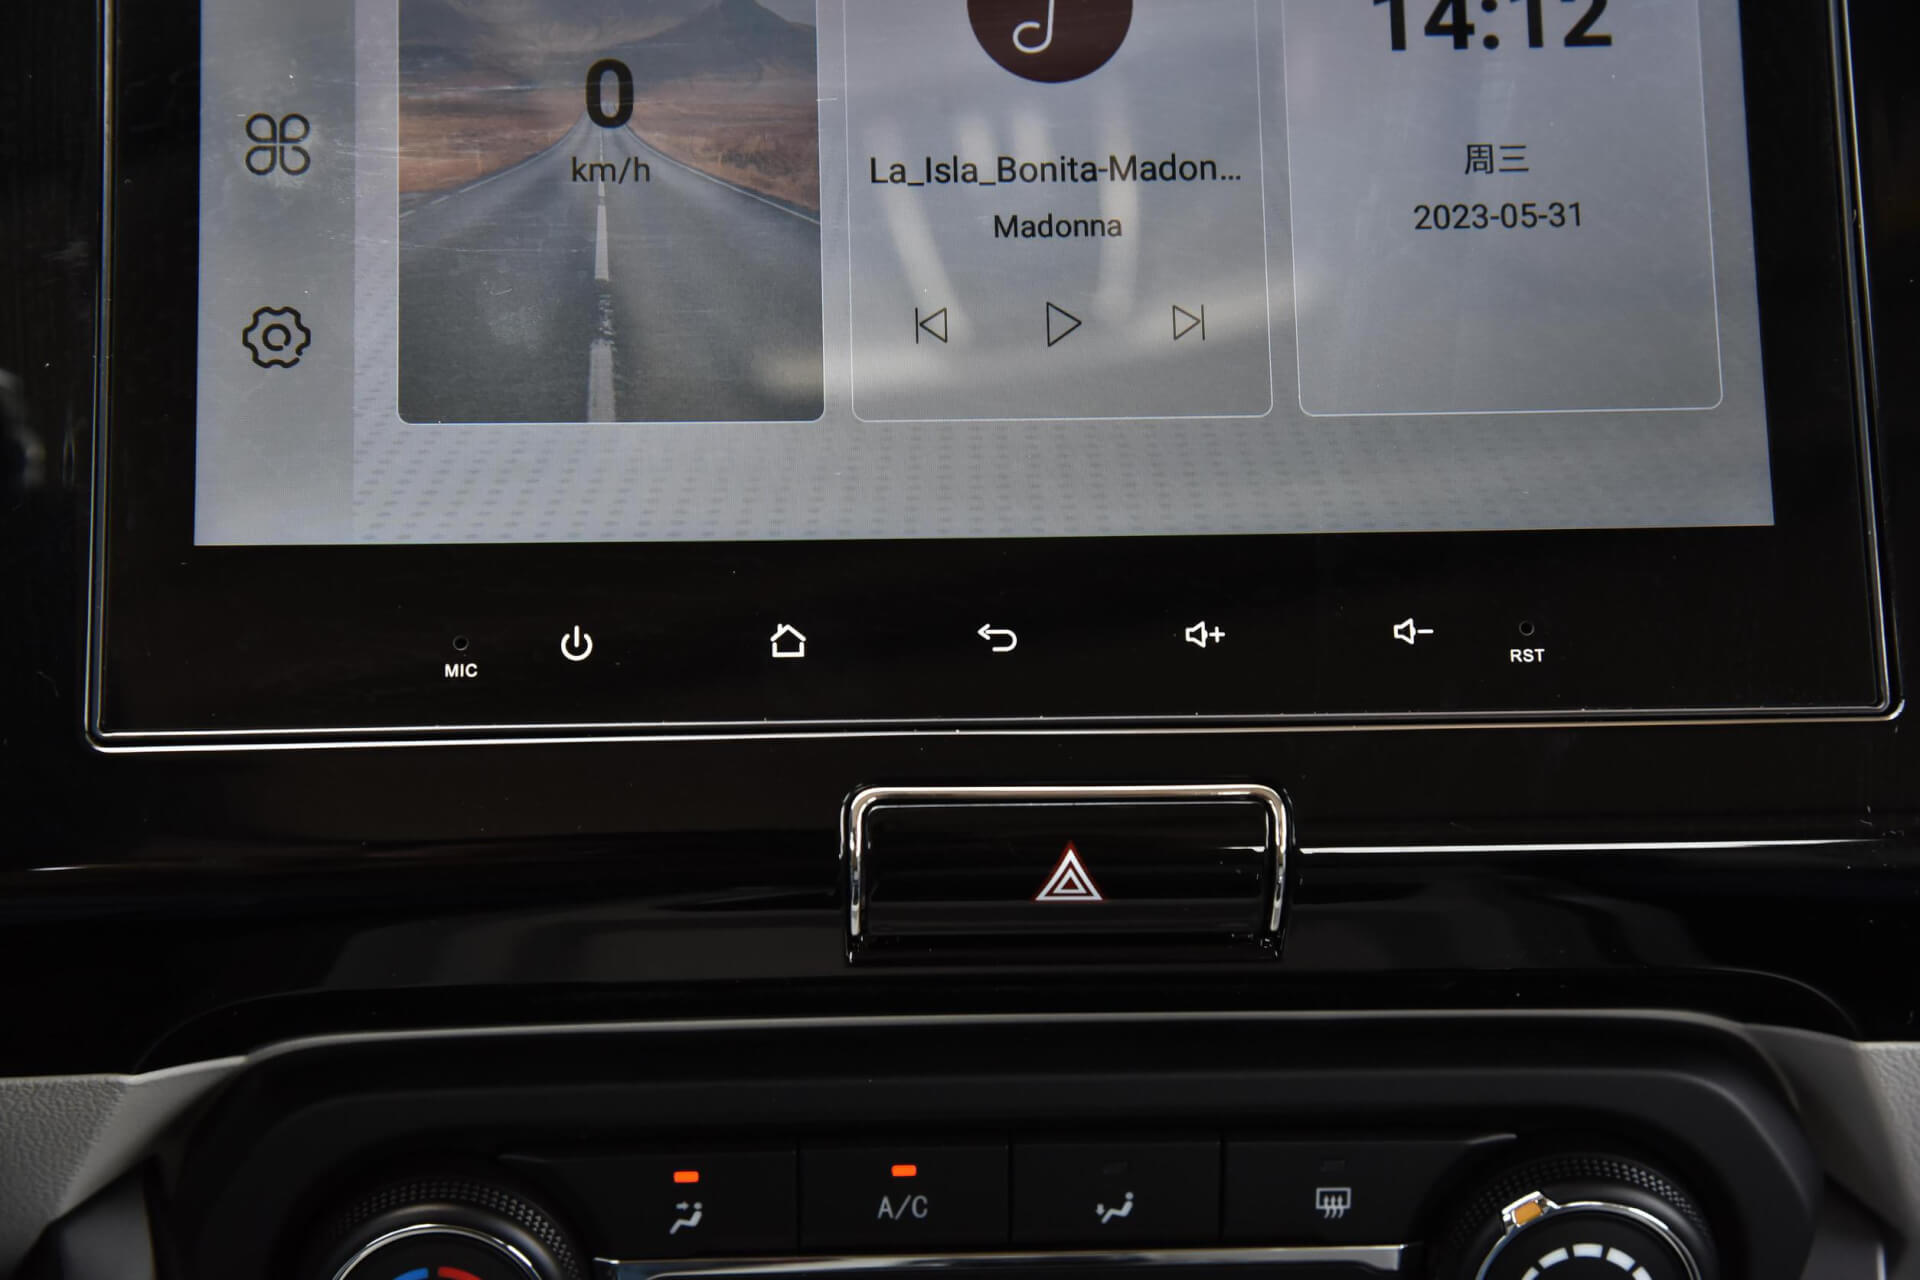 14:12
0
km/h
La_Isla_Bonita-Madon...
Madonna
周三
2023-05-31
MIC
RST
A/C